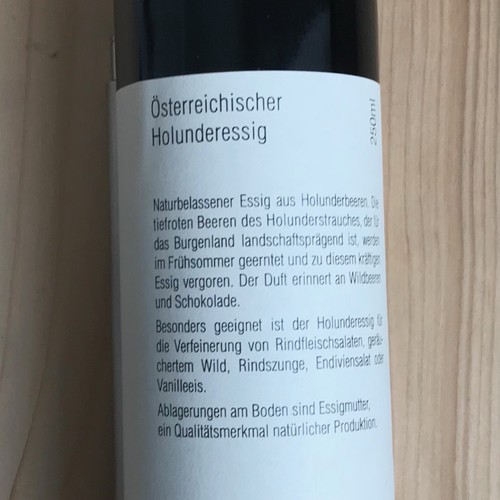 Österreichischer
Holunderessig
250ml
Naturbelassener Essig aus Holunderbeeren. Die
tiefroten Beeren des Holunderstrauches, der für
das Burgenland landschaftsprägend ist, werden
im Frühsommer geerntet und zu diesem kräftigen
Essig vergoren. Der Duft erinnert an Wildbeeren
und Schokolade.
Besonders geeignet ist der Holunderessig für
die Verfeinerung von Rindfleischsalaten, geräu-
chertem Wild, Rindszunge, Endiviensalat oder
Vanilleeis.
Ablagerungen am Boden sind Essigmutter,
ein Qualitätsmerkmal natürlicher Produktion.